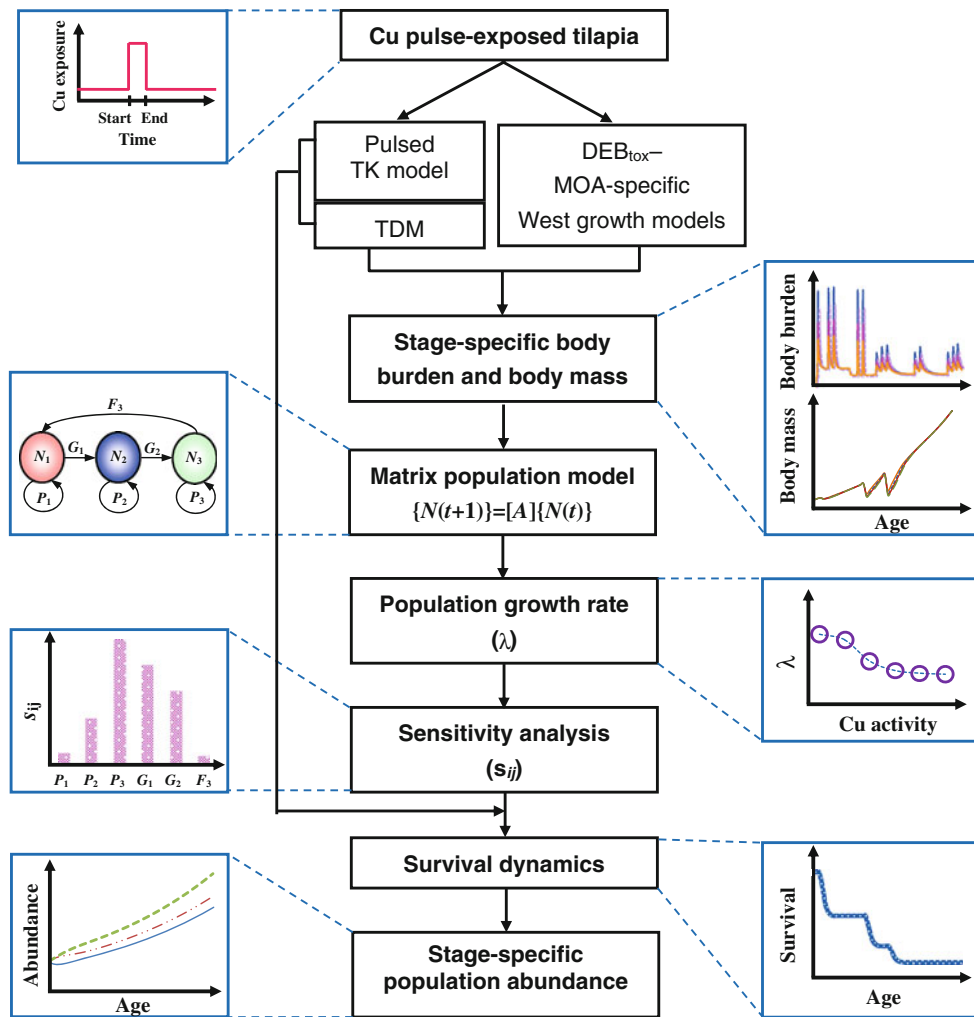 Cu pulse-exposed tilapia
Cu exposure
Start End
Time
Pulsed
TK model
TDM
DEBtox–
MOA-specific
West growth models
Stage-specific body
burden and body mass
Body burden
Body mass
Age
F3
N1 G1 N2 G2 N3
P1 P2 P3
Matrix population model
{N(t+1)}=[A]{N(t)}
Population growth rate
(λ)
λ
Cu activity
Sij
P1 P2 P3 G1 G2 F3
Sensitivity analysis
(sij)
Survival dynamics
Survival
Age
Abundance
Age
Stage-specific
population abundance